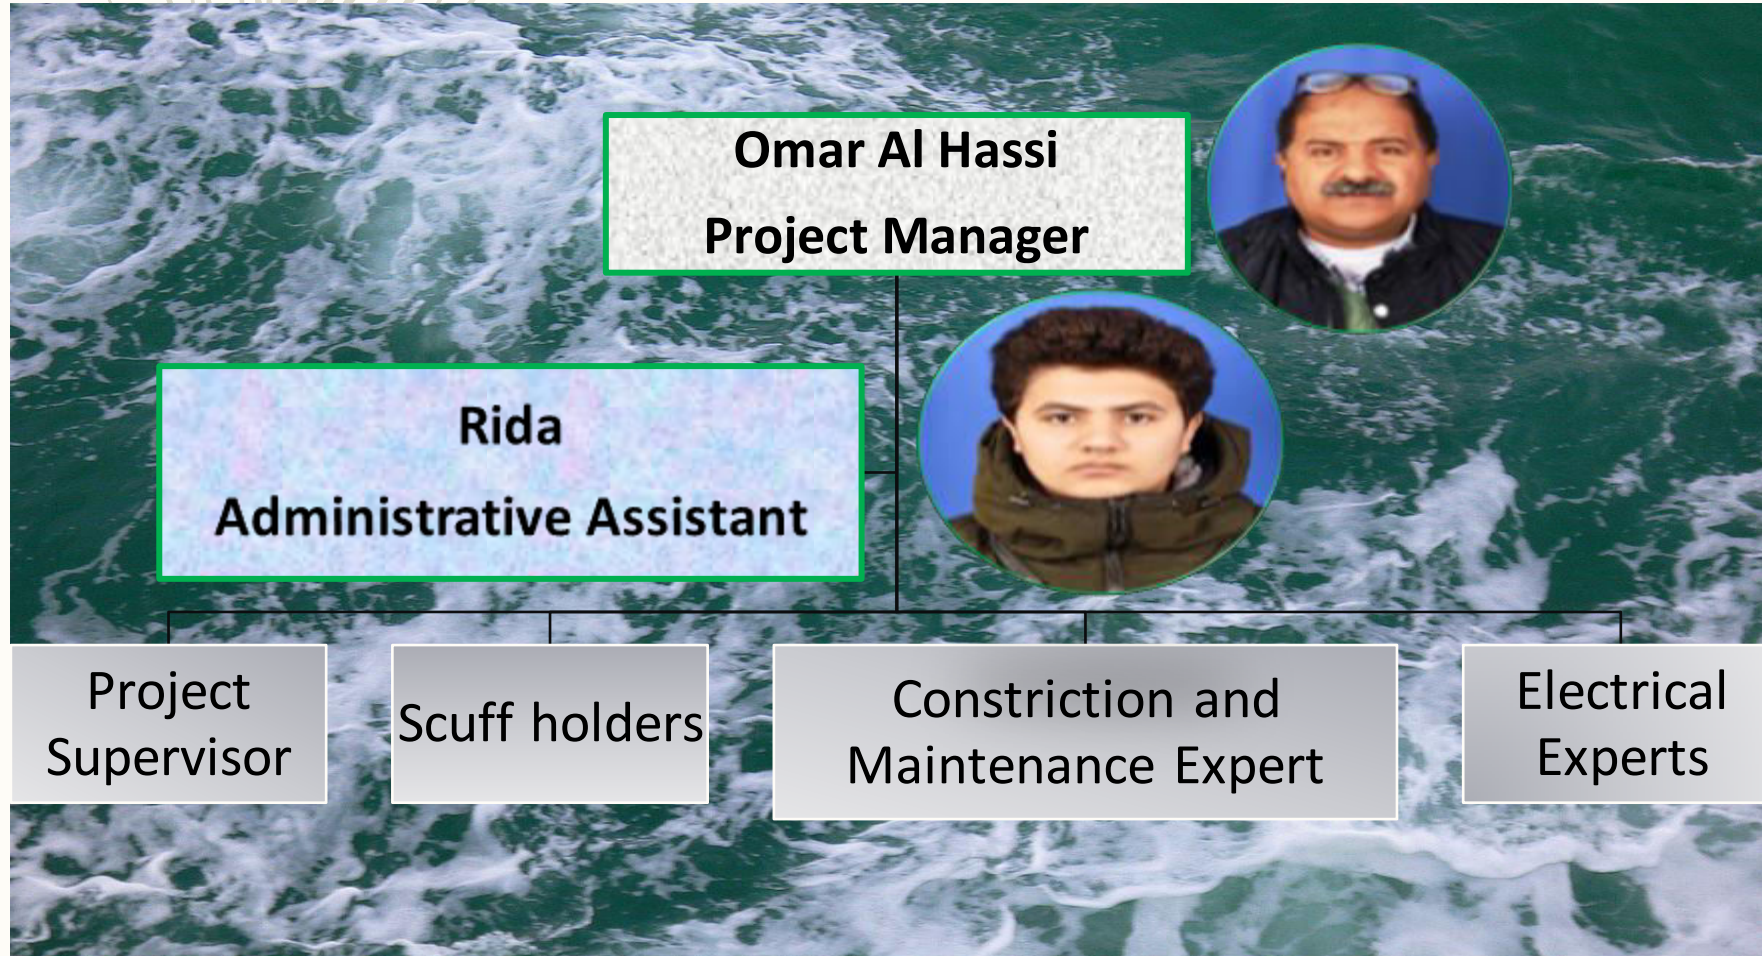 Omar Al Hassi
Project Manager
Rida
Administrative Assistant
Project
Supervisor
Scuff holders
Constriction and
Maintenance Expert
Electrical
Experts